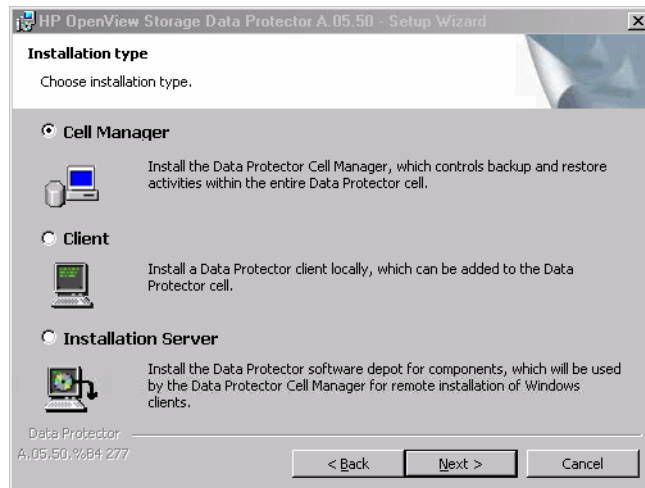 HP OpenView Storage Data Protector A.05.50 - Setup Wizard
Installation type
Choose installation type.
Cell Manager
Install the Data Protector Cell Manager, which controls backup and restore
activities within the entire Data Protector cell.
Client
Install a Data Protector client locally, which can be added to the Data
Protector cell.
Installation Server
Install the Data Protector software depot for components, which will be used
by the Data Protector Cell Manager for remote installation of Windows
clients.
Data Protector
A.05.50.%B4 277
< Back
Next >
Cancel